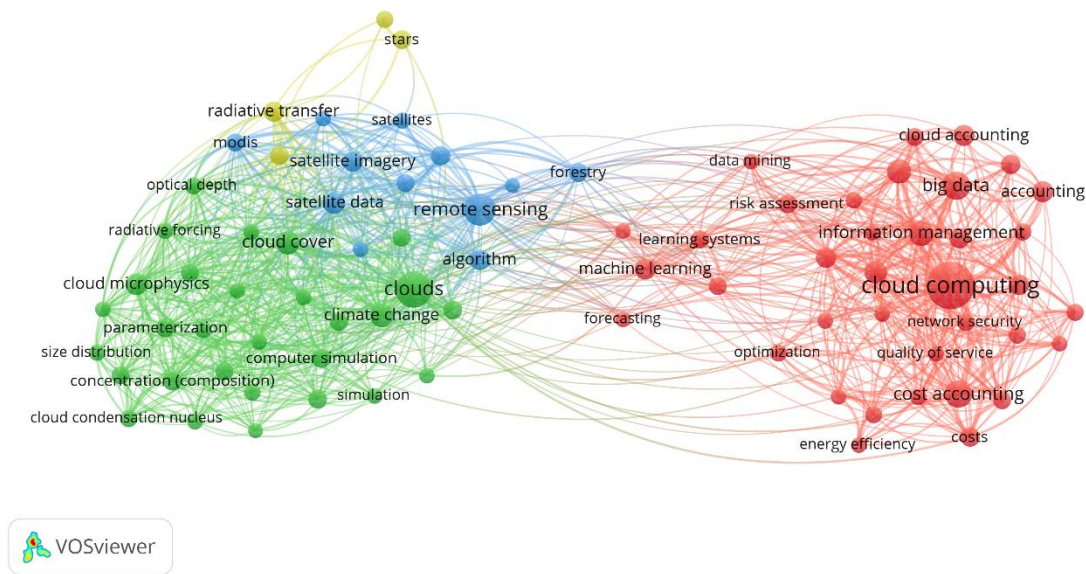 stars
radiative transfer
satellites
modis
satellite imagery
optical depth
satellite data
forestry
remote sensing
radiative forcing
cloud cover
algorithm
cloud microphysics
clouds
climate change
parameterization
size distribution
computer simulation
concentration (composition)
simulation
cloud condensation nucleus
cloud accounting
data mining
big data
accounting
risk assessment
information management
learning systems
machine learning
cloud computing
forecasting
network security
optimization
quality of service
cost accounting
energy efficiency
costs
VOSviewer